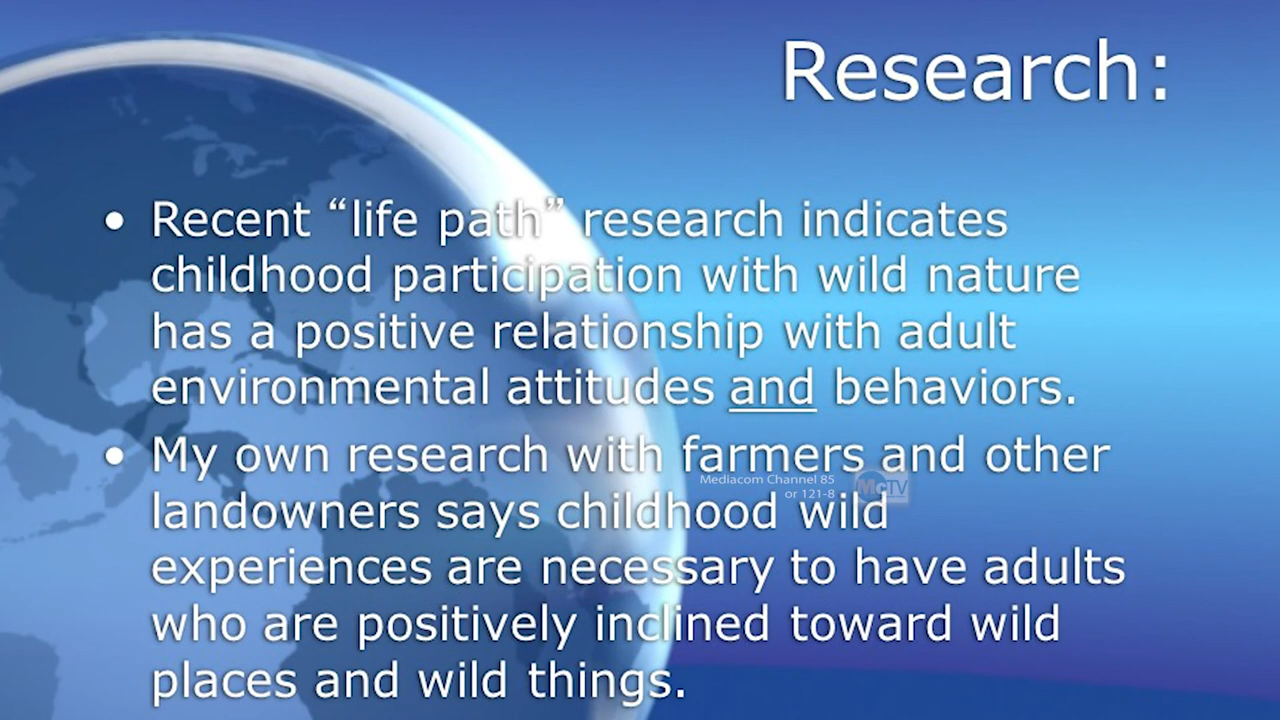 Research:
• Recent “life path” research indicates
childhood participation with wild nature
has a positive relationship with adult
environmental attitudes and behaviors.
• My own research with farmers and other
landowners says childhood wild
experiences are necessary to have adults
who are positively inclined toward wild
places and wild things.
Mediacom Channel 85
or 121-8
McTV